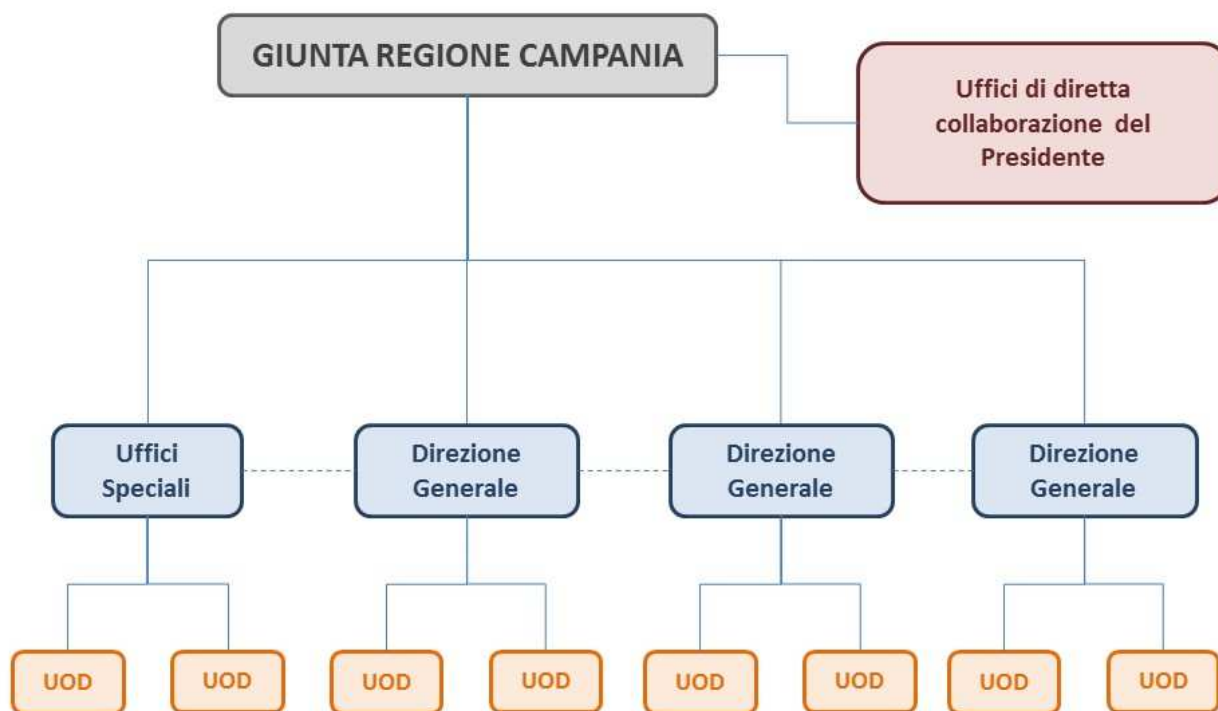 GIUNTA REGIONE CAMPANIA
Uffici di diretta
collaborazione del
Presidente
Uffici
Speciali
Direzione
Generale
Direzione
Generale
Direzione
Generale
UOD
UOD
UOD
UOD
UOD
UOD
UOD
UOD